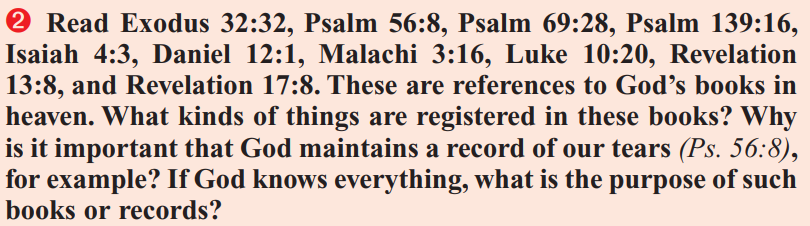 2 Read Exodus 32:32, Psalm 56:8, Psalm 69:28, Psalm 139:16,
Isaiah 4:3, Daniel 12:1, Malachi 3:16, Luke 10:20, Revelation
13:8, and Revelation 17:8. These are references to God’s books in
heaven. What kinds of things are registered in these books? Why
is it important that God maintains a record of our tears (Ps. 56:8),
for example? If God knows everything, what is the purpose of such
books or records?